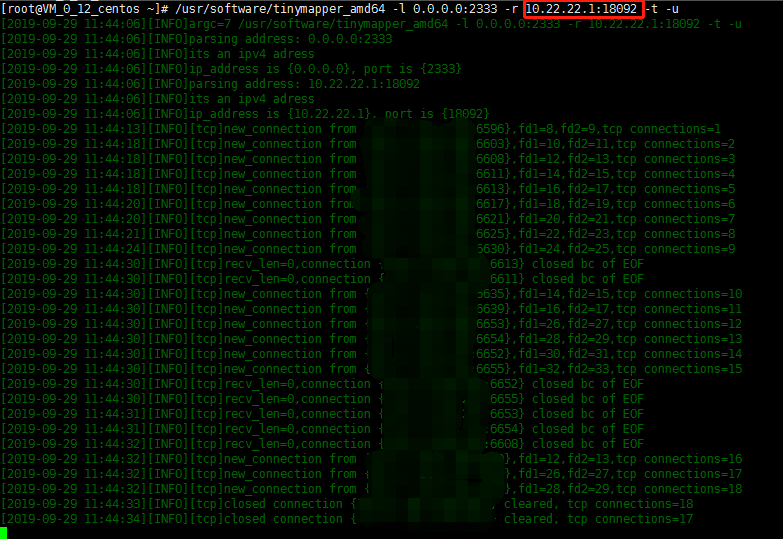 [root@VM_0_12_centos ~]# /usr/software/tinymapper_amd64 -l 0.0.0.0:2333 -r 10.22.22.1:18092 -t -u
[2019-09-29 11:44:06][INFO]argc=7 /usr/software/tinymapper_amd64 -l 0.0.0.0:2333 -r 10.22.22.1:18092 -t -u
[2019-09-29 11:44:06][INFO]parsing address: 0.0.0.0:2333
[2019-09-29 11:44:06][INFO]its an ipv4 adress
[2019-09-29 11:44:06][INFO]ip_address is {0.0.0.0}, port is {2333}
[2019-09-29 11:44:06][INFO]parsing address: 10.22.22.1:18092
[2019-09-29 11:44:06][INFO]its an ipv4 adress
[2019-09-29 11:44:06][INFO]ip_address is {10.22.22.1}, port is {18092}
[2019-09-29 11:44:13][INFO][tcp]new_connection from 6596},fd1=8,fd2=9,tcp connections=1
[2019-09-29 11:44:18][INFO][tcp]new_connection from 6603},fd1=10,fd2=11,tcp connections=2
[2019-09-29 11:44:18][INFO][tcp]new_connection from 6608},fd1=12,fd2=13,tcp connections=3
[2019-09-29 11:44:18][INFO][tcp]new_connection from 6611},fd1=14,fd2=15,tcp connections=4
[2019-09-29 11:44:18][INFO][tcp]new_connection from 6613},fd1=16,fd2=17,tcp connections=5
[2019-09-29 11:44:20][INFO][tcp]new_connection from 6617},fd1=18,fd2=19,tcp connections=6
[2019-09-29 11:44:20][INFO][tcp]new_connection from 6621},fd1=20,fd2=21,tcp connections=7
[2019-09-29 11:44:21][INFO][tcp]new_connection from 6625},fd1=22,fd2=23,tcp connections=8
[2019-09-29 11:44:24][INFO][tcp]new_connection from 5630},fd1=24,fd2=25,tcp connections=9
[2019-09-29 11:44:30][INFO][tcp]recv_len=0,connection { 6613} closed bc of EOF
[2019-09-29 11:44:30][INFO][tcp]recv_len=0,connection { 6611} closed bc of EOF
[2019-09-29 11:44:30][INFO][tcp]new_connection from { 6635},fd1=14,fd2=15,tcp connections=10
[2019-09-29 11:44:30][INFO][tcp]new_connection from { 6639},fd1=16,fd2=17,tcp connections=11
[2019-09-29 11:44:30][INFO][tcp]new_connection from 6653},fd1=26,fd2=27,tcp connections=12
[2019-09-29 11:44:30][INFO][tcp]new_connection from :6654},fd1=28,fd2=29,tcp connections=13
[2019-09-29 11:44:30][INFO][tcp]new_connection from :6652},fd1=30,fd2=31,tcp connections=14
[2019-09-29 11:44:30][INFO][tcp]new_connection from { :6655},fd1=32,fd2=33,tcp connections=15
[2019-09-29 11:44:30][INFO][tcp]recv_len=0,connection { :6652} closed bc of EOF
[2019-09-29 11:44:30][INFO][tcp]recv_len=0,connection { 6655} closed bc of EOF
[2019-09-29 11:44:31][INFO][tcp]recv_len=0,connection { 6653} closed bc of EOF
[2019-09-29 11:44:31][INFO][tcp]recv_len=0,connection { 6654} closed bc of EOF
[2019-09-29 11:44:32][INFO][tcp]recv_len=0,connection { :6608} closed bc of EOF
[2019-09-29 11:44:32][INFO][tcp]new_connection from { },fd1=12,fd2=13,tcp connections=16
[2019-09-29 11:44:32][INFO][tcp]new_connection from { },fd1=26,fd2=27,tcp connections=17
[2019-09-29 11:44:32][INFO][tcp]new_connection from { },fd1=28,fd2=29,tcp connections=18
[2019-09-29 11:44:33][INFO][tcp]closed connection { , cleared, tcp connections=18
[2019-09-29 11:44:34][INFO][tcp]closed connection { cleared, tcp connections=17